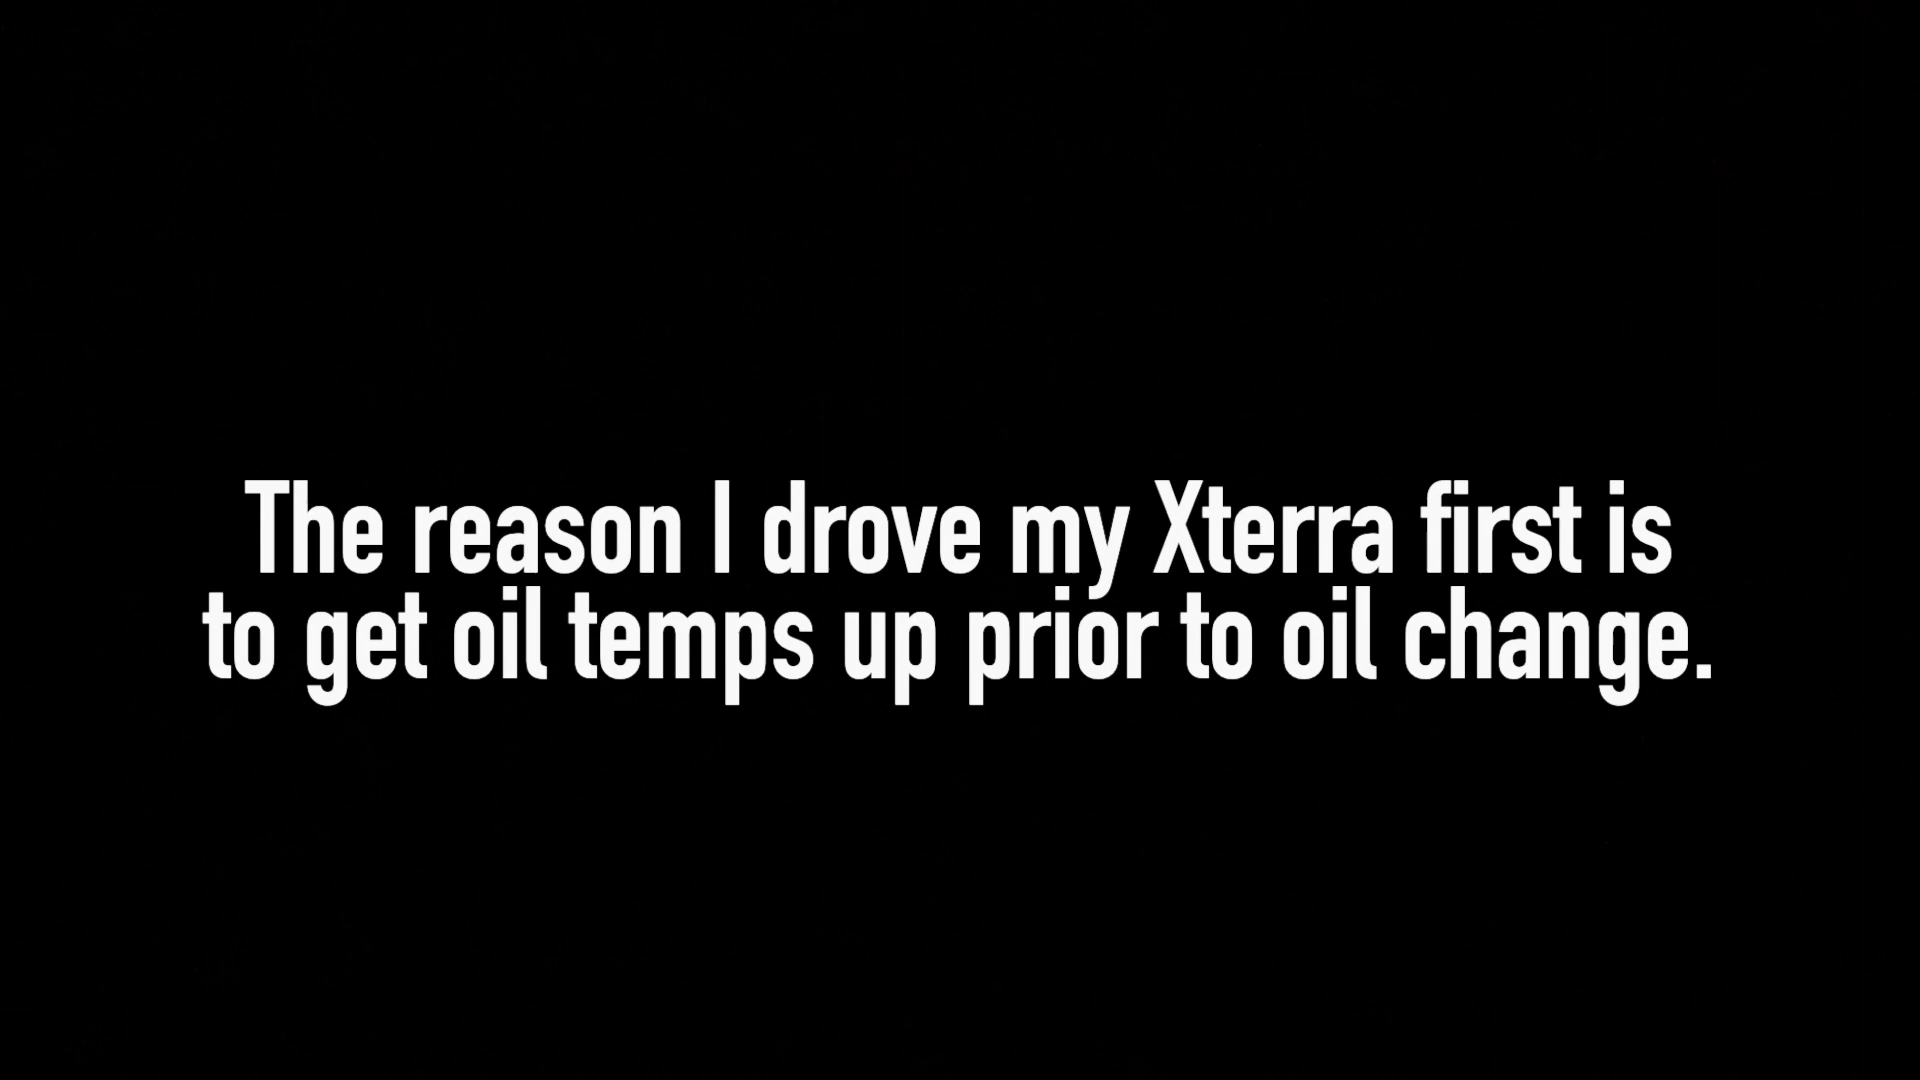 The reason I drove my Xterra first is
to get oil temps up prior to oil change.